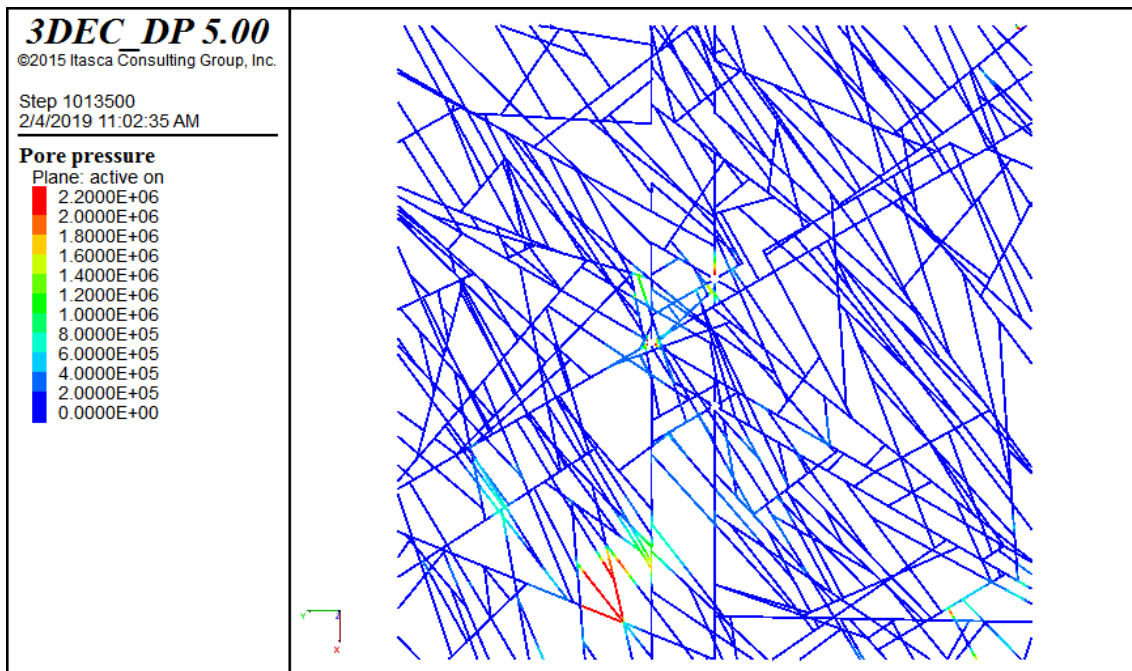 3DEC_DP 5.00
©2015 Itasca Consulting Group, Inc.
Step 1013500
2/4/2019 11:02:35 AM
Pore pressure
Plane: active on
2.2000E+06
2.0000E+06
1.8000E+06
1.6000E+06
1.4000E+06
1.2000E+06
1.0000E+06
8.0000E+05
6.0000E+05
4.0000E+05
2.0000E+05
0.0000E+00
Y
Z
X